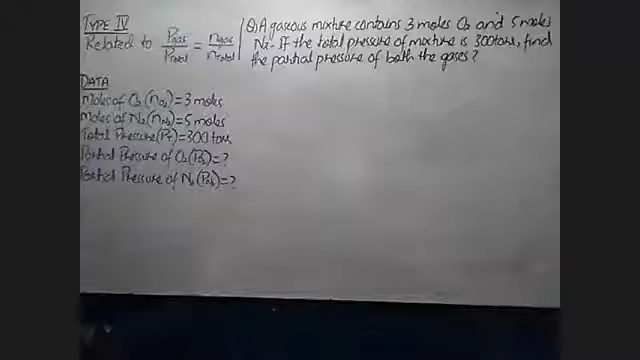 TYPE IV
Related to Pgas/Ptotal = ngas/ntotal
Q: A gaseous mixture contains 3 moles O₂ and 5 moles
N₂. If the total pressure of mixture is 300 torr, find
the partial pressure of both the gases?
DATA
Moles of O₂ (nO₂) = 3 moles
Moles of N₂ (nN₂) = 5 moles
Total Pressure (PT) = 300 torr
Partial Pressure of O₂ (PO₂) = ?
Partial Pressure of N₂ (PN₂) = ?